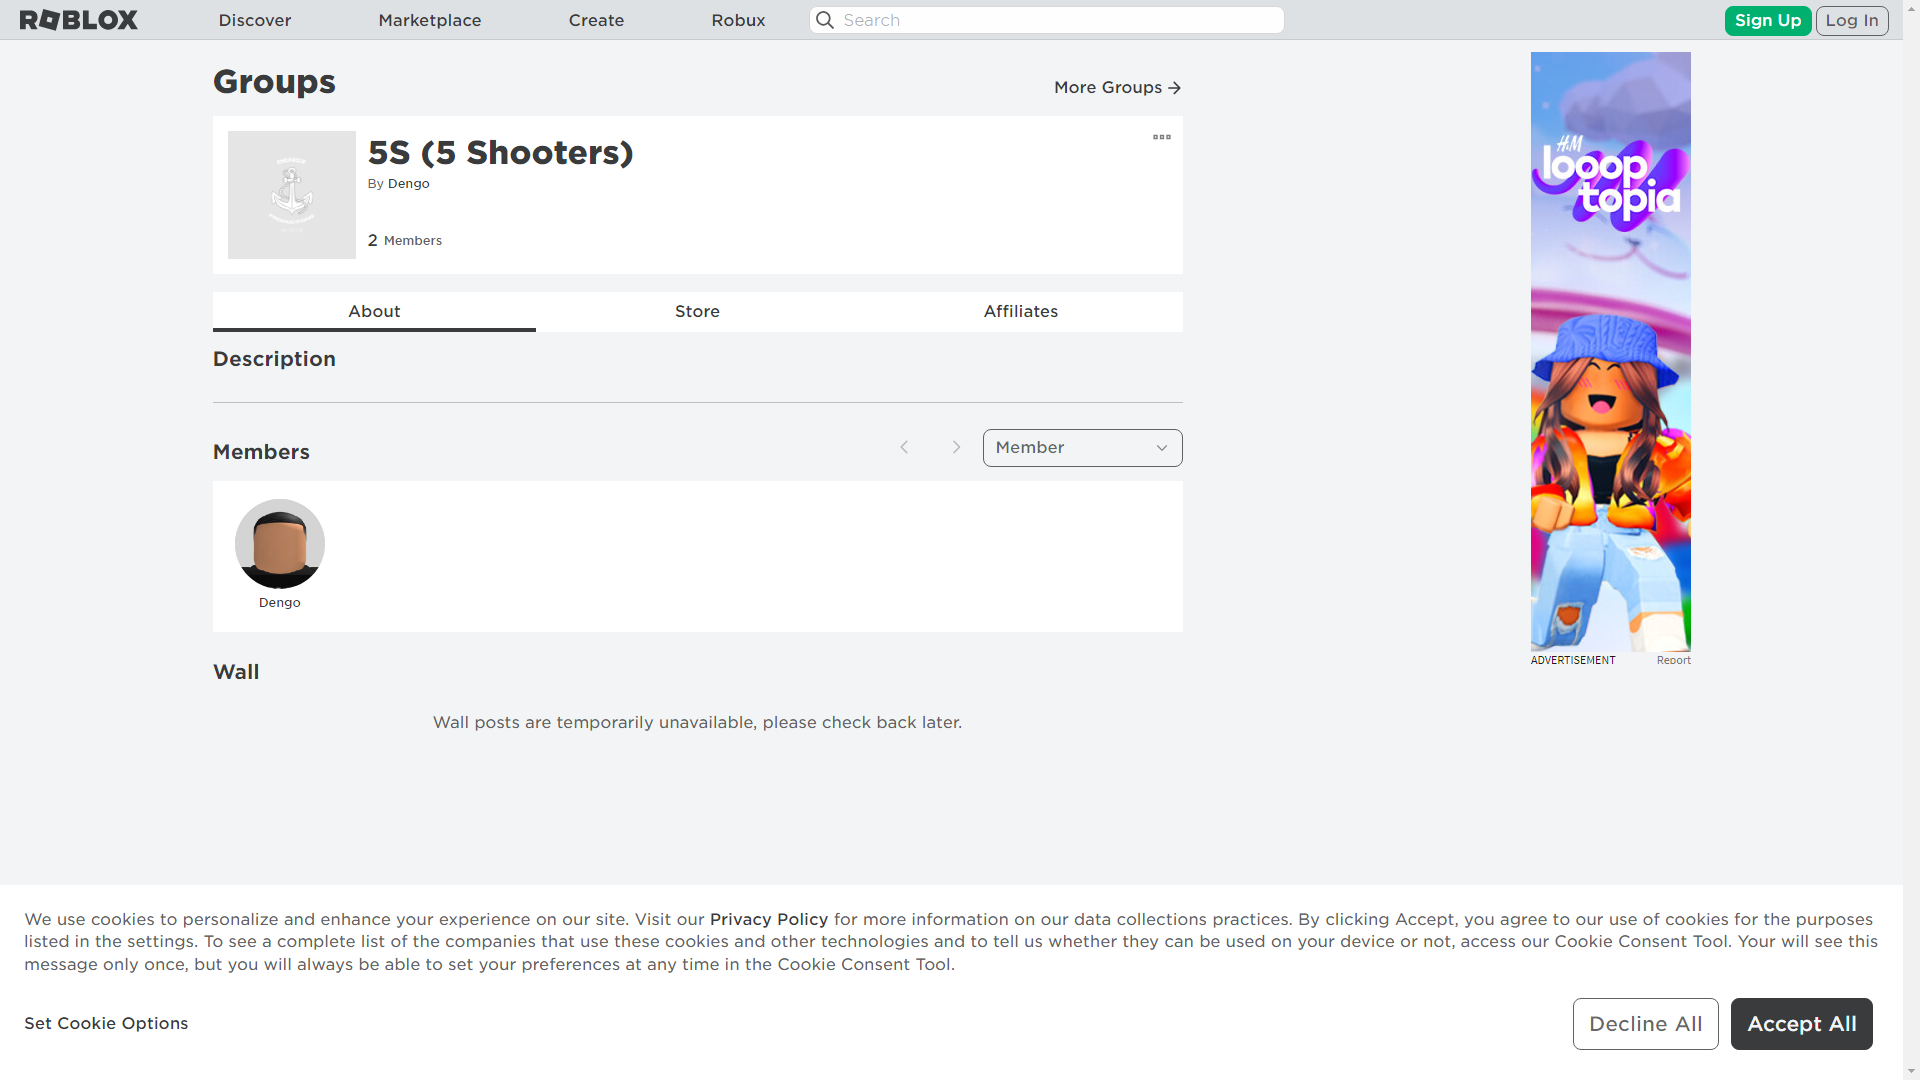 ROBLOX
Discover
Marketplace
Create
Robux
Search
Sign Up
Log In
Groups
More Groups
5S (5 Shooters)
By Dengo
2 Members
About
Store
Affiliates
Description
Members
Member
Dengo
Wall
Wall posts are temporarily unavailable, please check back later.
H&M
looop
topia
ADVERTISEMENT
Report
We use cookies to personalize and enhance your experience on our site. Visit our Privacy Policy for more information on our data collections practices. By clicking Accept, you agree to our use of cookies for the purposes
listed in the settings. To see a complete list of the companies that use these cookies and other technologies and to tell us whether they can be used on your device or not, access our Cookie Consent Tool. Your will see this
message only once, but you will always be able to set your preferences at any time in the Cookie Consent Tool.
Set Cookie Options
Decline All
Accept All